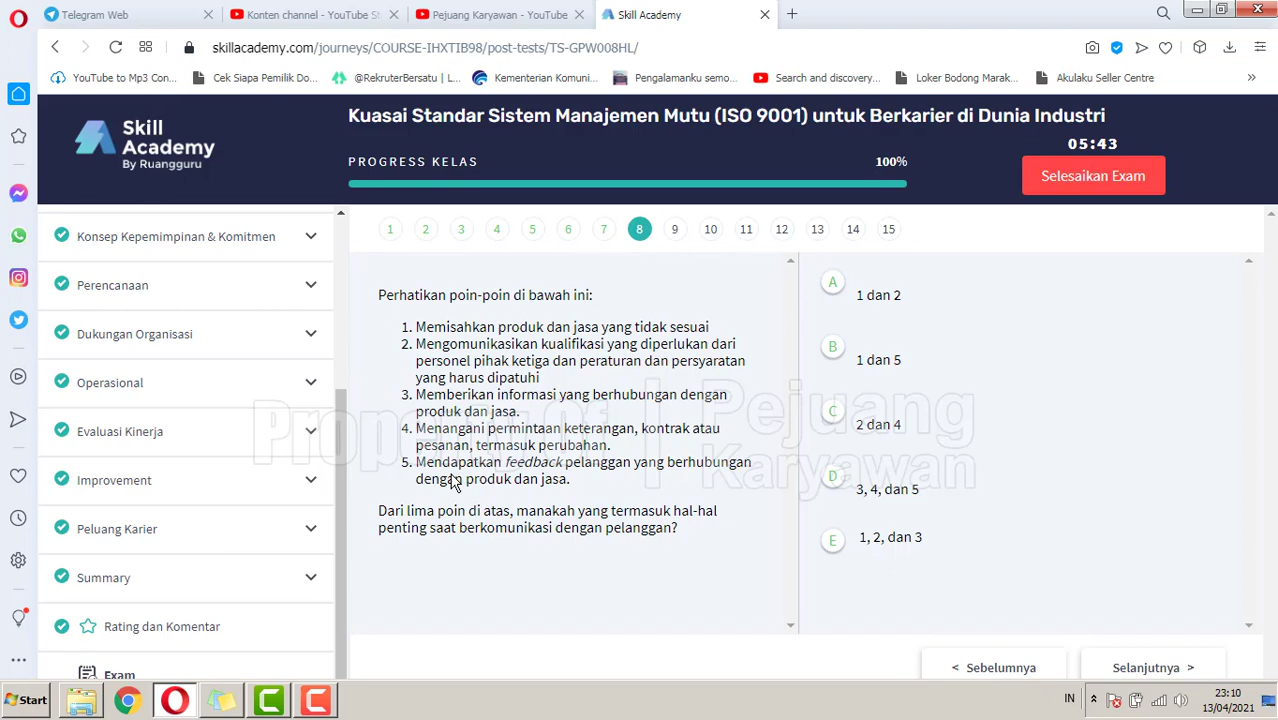 Telegram Web
Konten channel - YouTube S
Pejuang Karyawan - YouTube
Skill Academy
skillacademy.com/journeys/COURSE-IHXTIB98/post-tests/TS-GPW008HL/
YouTube to Mp3 Con...
Cek Siapa Pemilik Do...
@RekruterBersatu | L...
Kementerian Komuni...
Pengalamanku semo...
Search and discovery...
Loker Bodong Marak...
Akulaku Seller Centre
Skill
Academy
By Ruangguru
Kuasai Standar Sistem Manajemen Mutu (ISO 9001) untuk Berkarier di Dunia Industri
PROGRESS KELAS
100%
05:43
Selesaikan Exam
Konsep Kepemimpinan & Komitmen
Perencanaan
Dukungan Organisasi
Operasional
Evaluasi Kinerja
Improvement
Peluang Karier
Summary
Rating dan Komentar
Exam
1 2 3 4 5 6 7 8 9 10 11 12 13 14 15
Perhatikan poin-poin di bawah ini:
1. Memisahkan produk dan jasa yang tidak sesuai
2. Mengomunikasikan kualifikasi yang diperlukan dari
personel pihak ketiga dan peraturan dan persyaratan
yang harus dipatuhi
3. Memberikan informasi yang berhubungan dengan
produk dan jasa.
4. Menangani permintaan keterangan, kontrak atau
pesanan, termasuk perubahan.
5. Mendapatkan feedback pelanggan yang berhubungan
dengan produk dan jasa.
Dari lima poin di atas, manakah yang termasuk hal-hal
penting saat berkomunikasi dengan pelanggan?
A
1 dan 2
B
1 dan 5
C
2 dan 4
D
3, 4, dan 5
E
1, 2, dan 3
Property of | Pejuang
Karyawan
< Sebelumnya
Selanjutnya >
Start
IN
23:10
13/04/2021